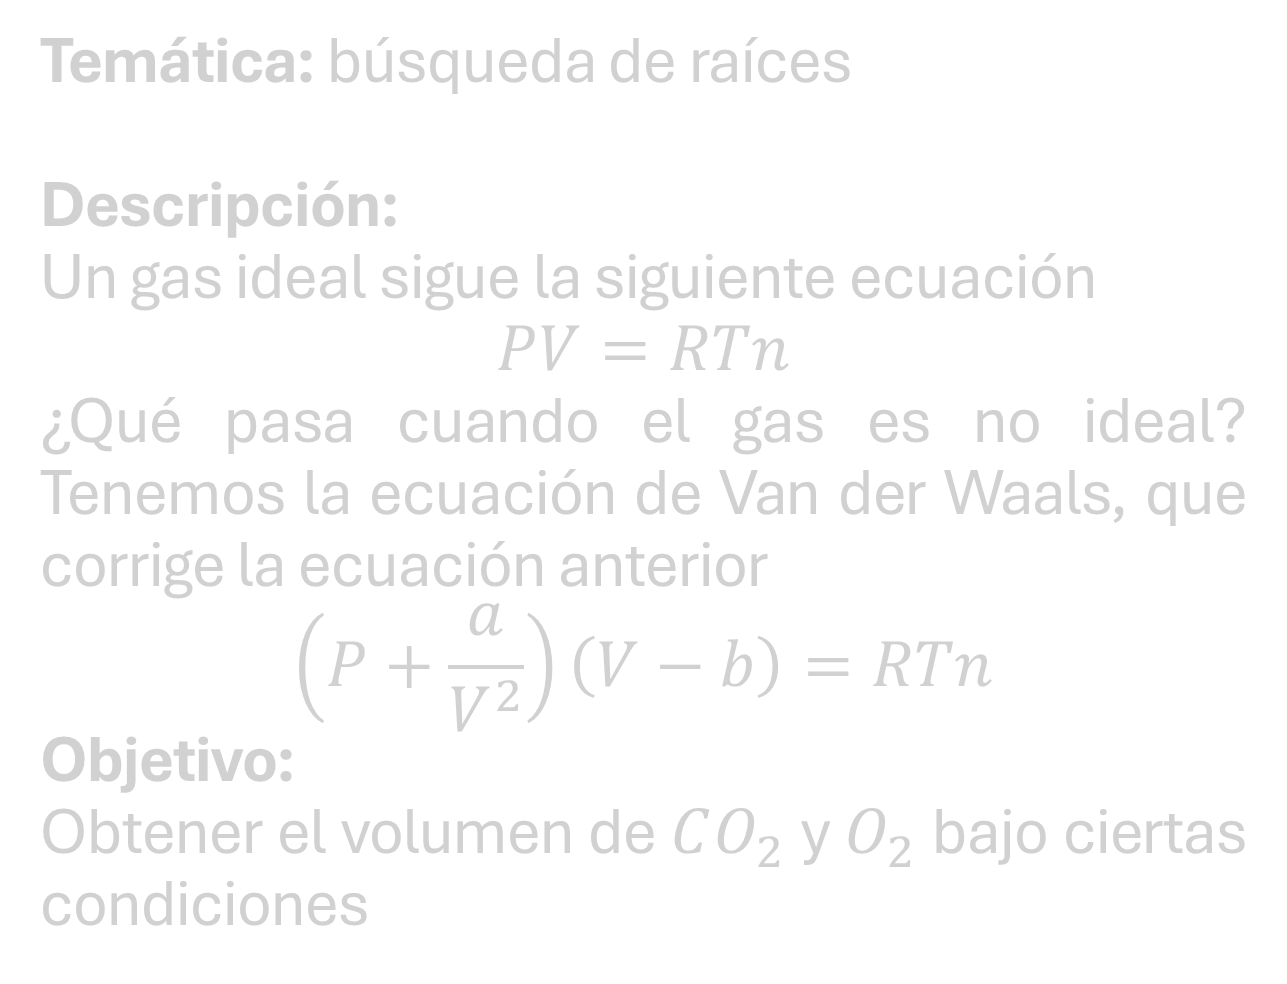 Temática: búsqueda de raíces
Descripción:
Un gas ideal sigue la siguiente ecuación
PV = RTn
¿Qué pasa cuando el gas es no ideal?
Tenemos la ecuación de Van der Waals, que
corrige la ecuación anterior
(P + a/V²)(V − b) = RTn
Objetivo:
Obtener el volumen de CO₂ y O₂ bajo ciertas
condiciones